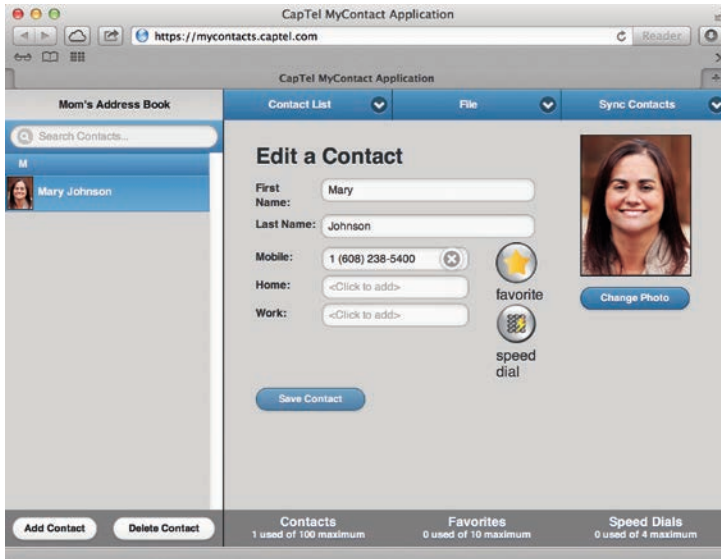 CapTel MyContact Application
https://mycontacts.captel.com
Reader
CapTel MyContact Application
Mom's Address Book
Contact List
File
Sync Contacts
Search Contacts...
M
Mary Johnson
Edit a Contact
First
Name:
Mary
Last Name:
Johnson
Mobile:
1 (608) 238-5400
Home:
<Click to add>
Work:
<Click to add>
favorite
speed
dial
Change Photo
Save Contact
Add Contact
Delete Contact
Contacts
1 used of 100 maximum
Favorites
0 used of 10 maximum
Speed Dials
0 used of 4 maximum